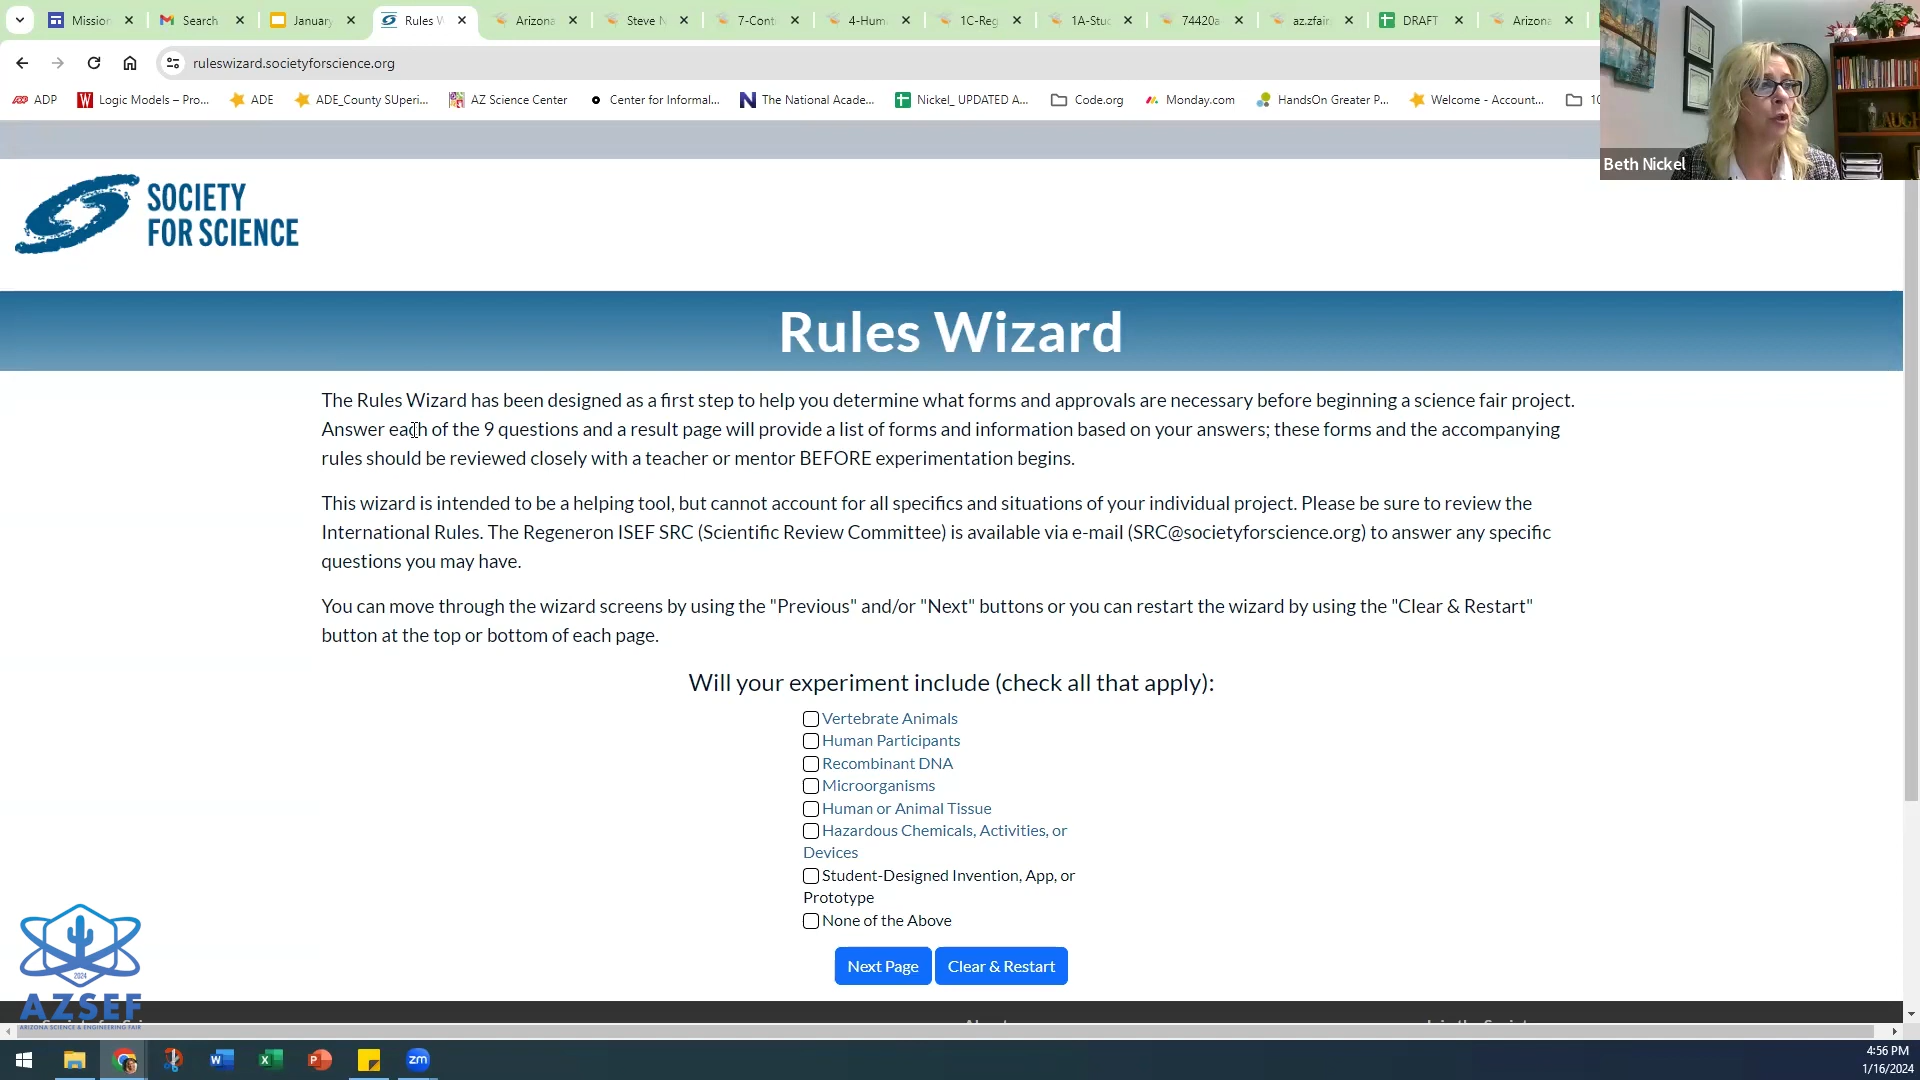 Mission
Search
January
Rules W
Arizona
Steve N
7-Cont
4-Hum
1C-Reg
1A-Stud
74420a
az.zfair
DRAFT
Arizona
ruleswizard.societyforscience.org
ADP
Logic Models – Pro...
ADE
ADE_County SUperi...
AZ Science Center
Center for Informal...
The National Acade...
Nickel_ UPDATED A...
Code.org
Monday.com
HandsOn Greater P...
Welcome - Account...
10
Beth Nickel
SOCIETY
FOR SCIENCE
Rules Wizard
The Rules Wizard has been designed as a first step to help you determine what forms and approvals are necessary before beginning a science fair project.
Answer each of the 9 questions and a result page will provide a list of forms and information based on your answers; these forms and the accompanying
rules should be reviewed closely with a teacher or mentor BEFORE experimentation begins.
This wizard is intended to be a helping tool, but cannot account for all specifics and situations of your individual project. Please be sure to review the
International Rules. The Regeneron ISEF SRC (Scientific Review Committee) is available via e-mail (SRC@societyforscience.org) to answer any specific
questions you may have.
You can move through the wizard screens by using the "Previous" and/or "Next" buttons or you can restart the wizard by using the "Clear & Restart"
button at the top or bottom of each page.
Will your experiment include (check all that apply):
Vertebrate Animals
Human Participants
Recombinant DNA
Microorganisms
Human or Animal Tissue
Hazardous Chemicals, Activities, or
Devices
Student-Designed Invention, App, or
Prototype
None of the Above
Next Page
Clear & Restart
2024
AZSEF
ARIZONA SCIENCE & ENGINEERING FAIR
zm
4:56 PM
1/16/2024